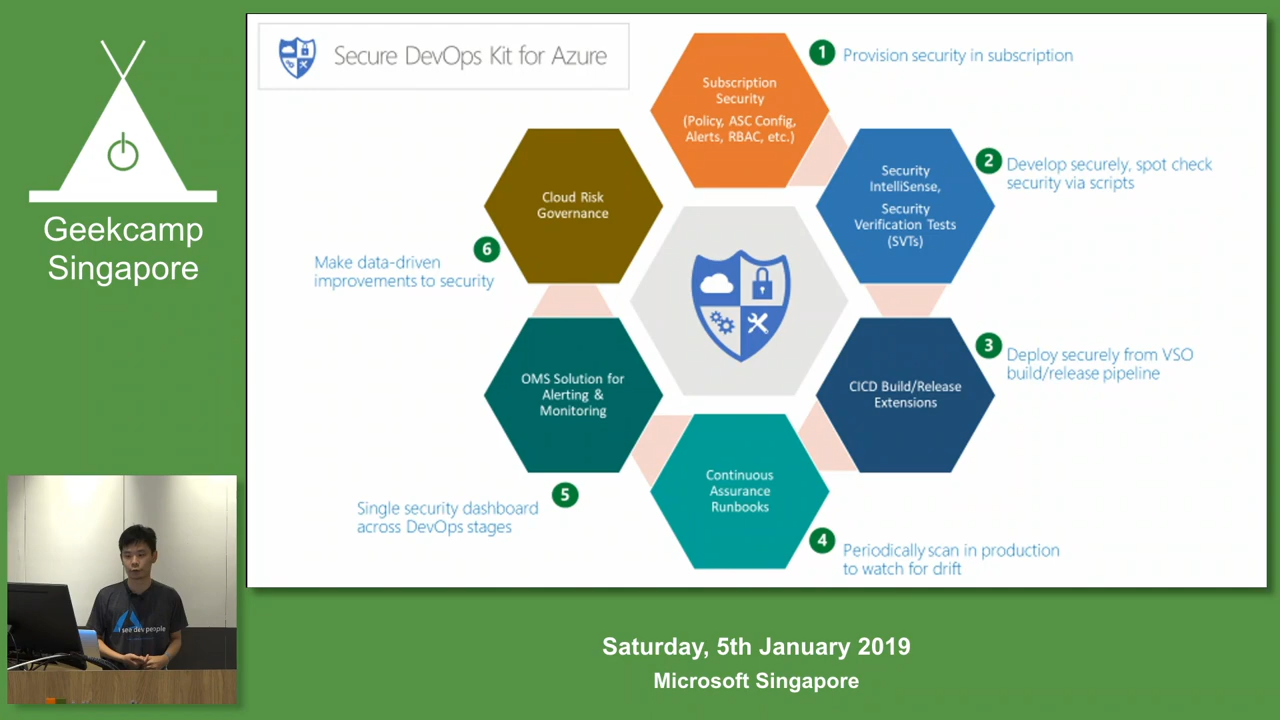 Geekcamp
Singapore
Secure DevOps Kit for Azure
Subscription
Security
(Policy, ASC Config,
Alerts, RBAC, etc.)
1
Provision security in subscription
Security
IntelliSense,
Security
Verification Tests
(SVTs)
2
Develop securely, spot check
security via scripts
CICD Build/Release
Extensions
3
Deploy securely from VSO
build/release pipeline
Continuous
Assurance
Runbooks
4
Periodically scan in production
to watch for drift
OMS Solution for
Alerting &
Monitoring
5
Single security dashboard
across DevOps stages
Cloud Risk
Governance
6
Make data-driven
improvements to security
I see dev people
Saturday, 5th January 2019
Microsoft Singapore